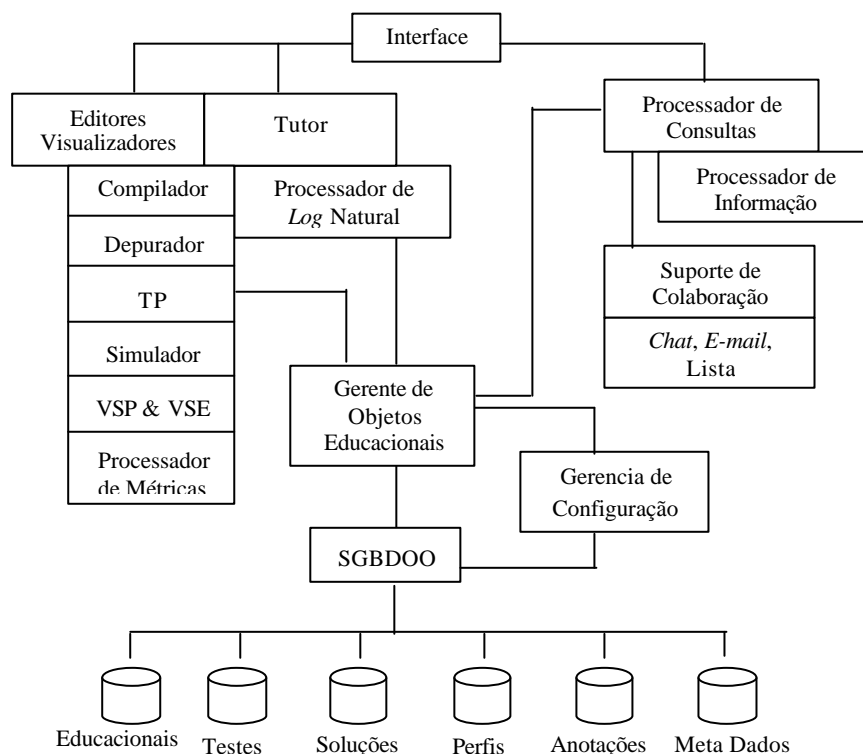 Interface
Editores
Visualizadores
Tutor
Processador de
Consultas
Compilador
Processador de
Log Natural
Processador de
Informação
Depurador
TP
Simulador
VSP & VSE
Processador
de Métricas
Suporte de
Colaboração
Chat, E-mail,
Lista
Gerente de
Objetos
Educacionais
Gerencia de
Configuração
SGBDOO
Educacionais
Testes
Soluções
Perfis
Anotações
Meta Dados